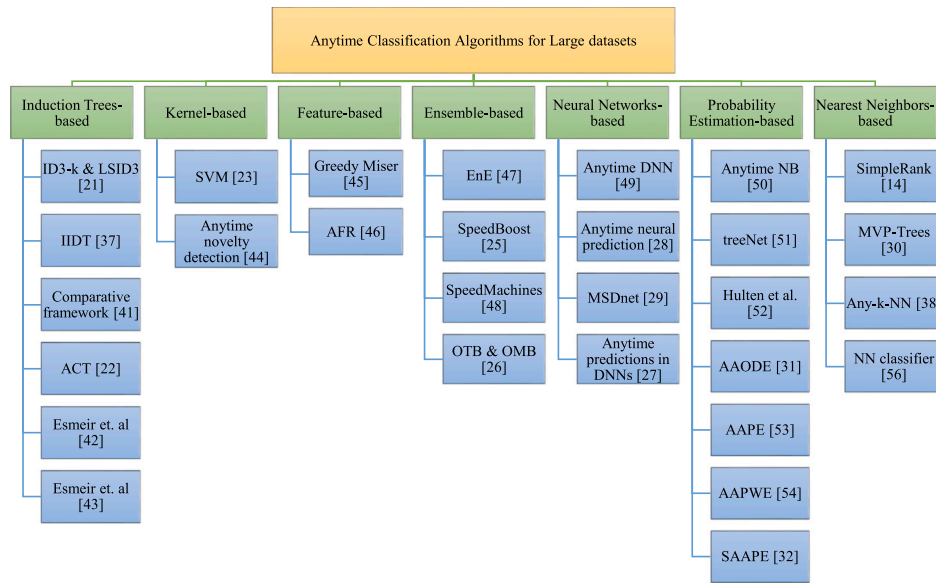 Anytime Classification Algorithms for Large datasets
Induction Trees-
based
ID3-k & LSID3
[21]
IIDT [37]
Comparative
framework [41]
ACT [22]
Esmeir et. al
[42]
Esmeir et. al
[43]
Kernel-based
SVM [23]
Anytime
novelty
detection [44]
Feature-based
Greedy Miser
[45]
AFR [46]
Ensemble-based
EnE [47]
SpeedBoost
[25]
SpeedMachines
[48]
OTB & OMB
[26]
Neural Networks-
based
Anytime DNN
[49]
Anytime neural
prediction [28]
MSDnet [29]
Anytime
predictions in
DNNs [27]
Probability
Estimation-based
Anytime NB
[50]
treeNet [51]
Hulten et al.
[52]
AAODE [31]
AAPE [53]
AAPWE [54]
SAAPE [32]
Nearest Neighbors-
based
SimpleRank
[14]
MVP-Trees
[30]
Any-k-NN [38]
NN classifier
[56]